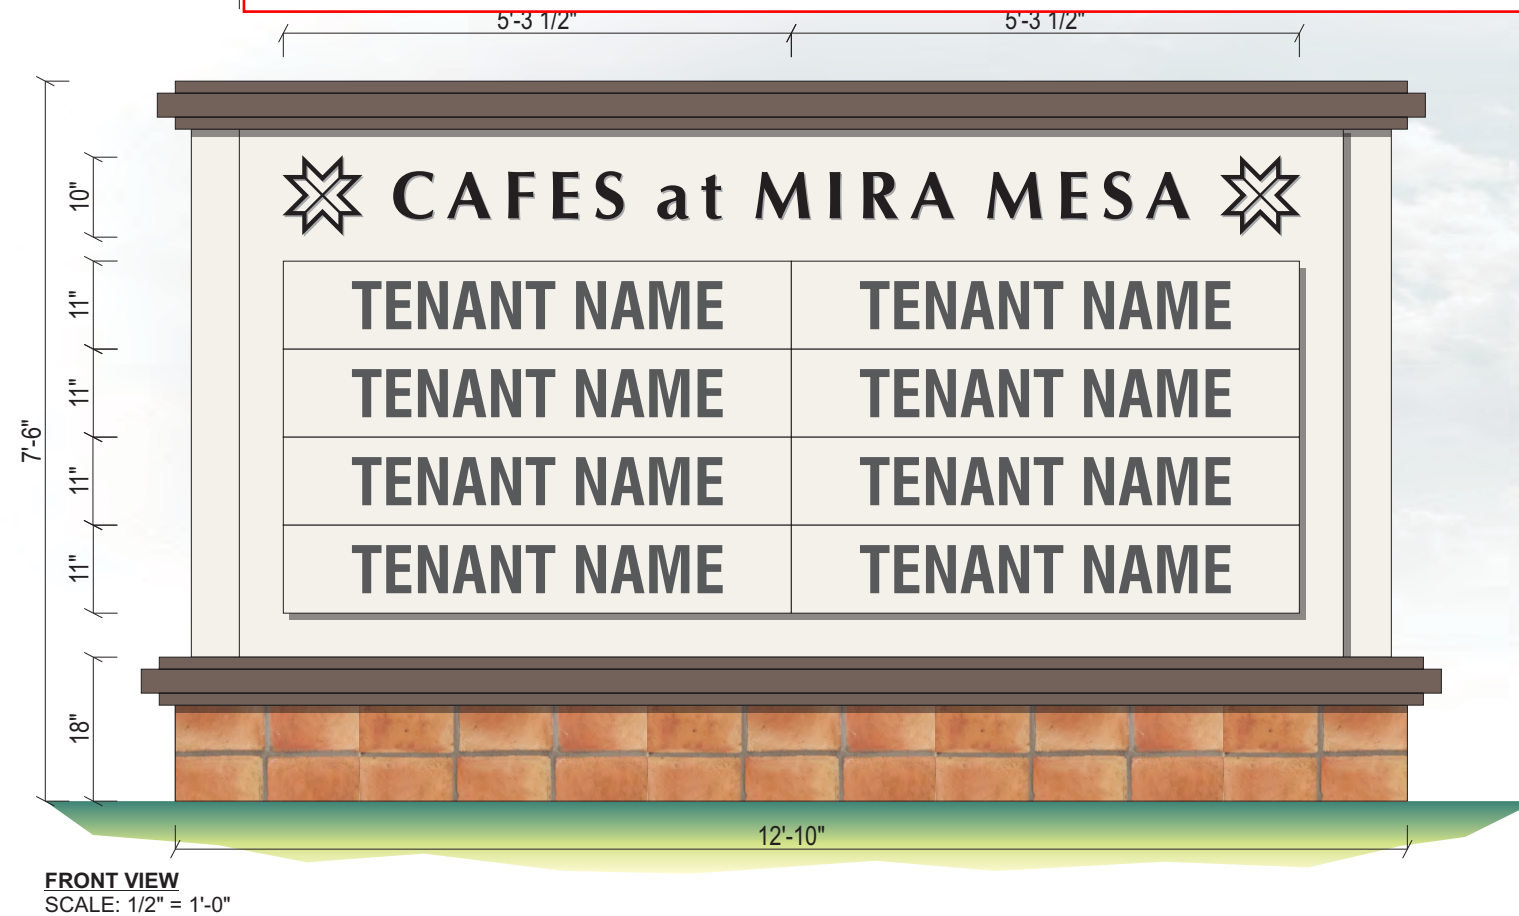 5'-3 1/2" 5'-3 1/2"
10"
CAFES at MIRA MESA
11"
TENANT NAME TENANT NAME
11"
TENANT NAME TENANT NAME
7'-6"
11"
TENANT NAME TENANT NAME
11"
TENANT NAME TENANT NAME
18"
12'-10"
FRONT VIEW
SCALE: 1/2" = 1'-0"